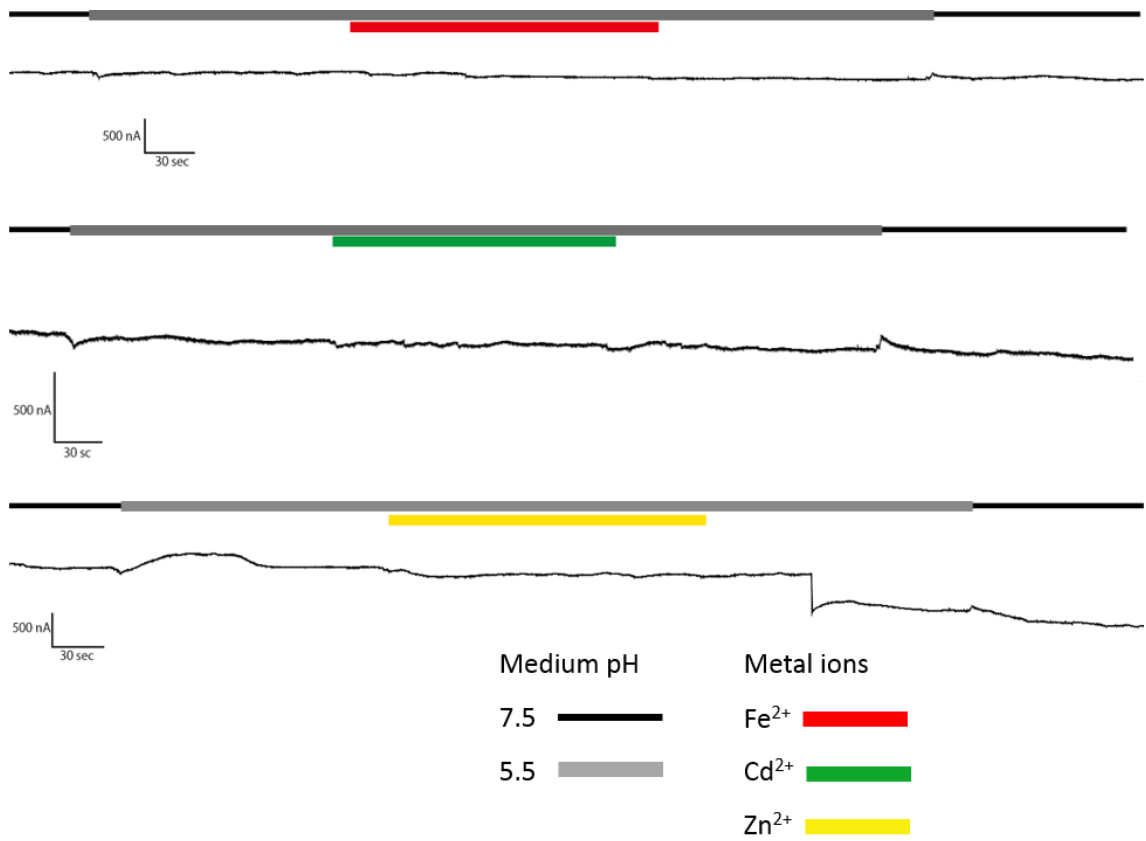 500 nA
30 sec
500 nA
30 sc
500 nA
30 sec
Medium pH
Metal ions
7.5
Fe2+
5.5
Cd2+
Zn2+